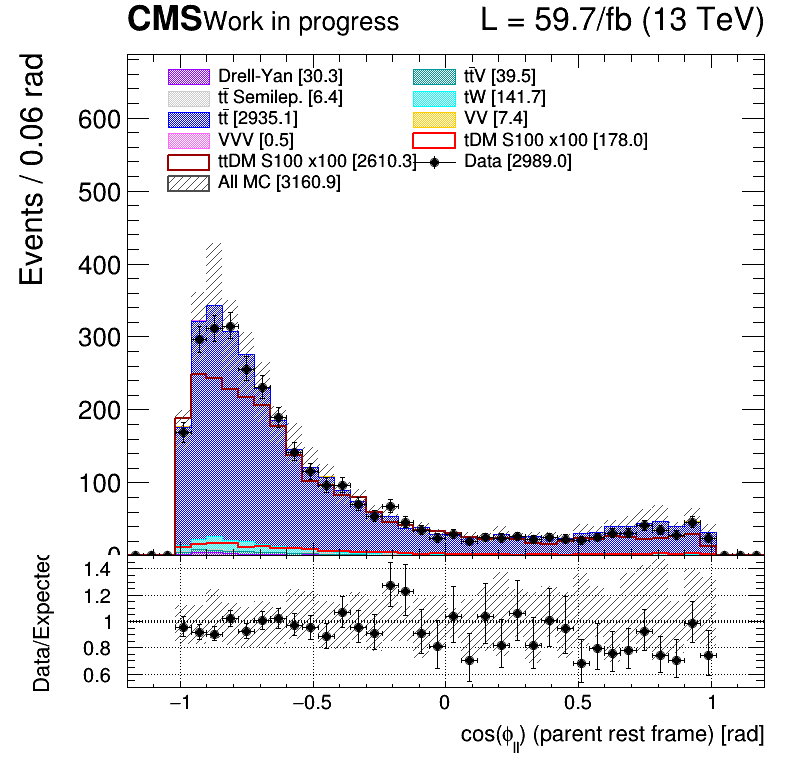 CMS Work in progress L = 59.7/fb (13 TeV)
Events / 0.06 rad
Drell-Yan [30.3] tt̄V [39.5]
tt̄ Semilep. [6.4] tW [141.7]
tt̄ [2935.1] VV [7.4]
VVV [0.5] tDM S100 x100 [178.0]
ttDM S100 x100 [2610.3] Data [2989.0]
All MC [3160.9]
600
500
400
300
200
100
0
Data/Expected
1.4
1.2
1
0.8
0.6
−1 −0.5 0 0.5 1
cos(ϕ_ll) (parent rest frame) [rad]